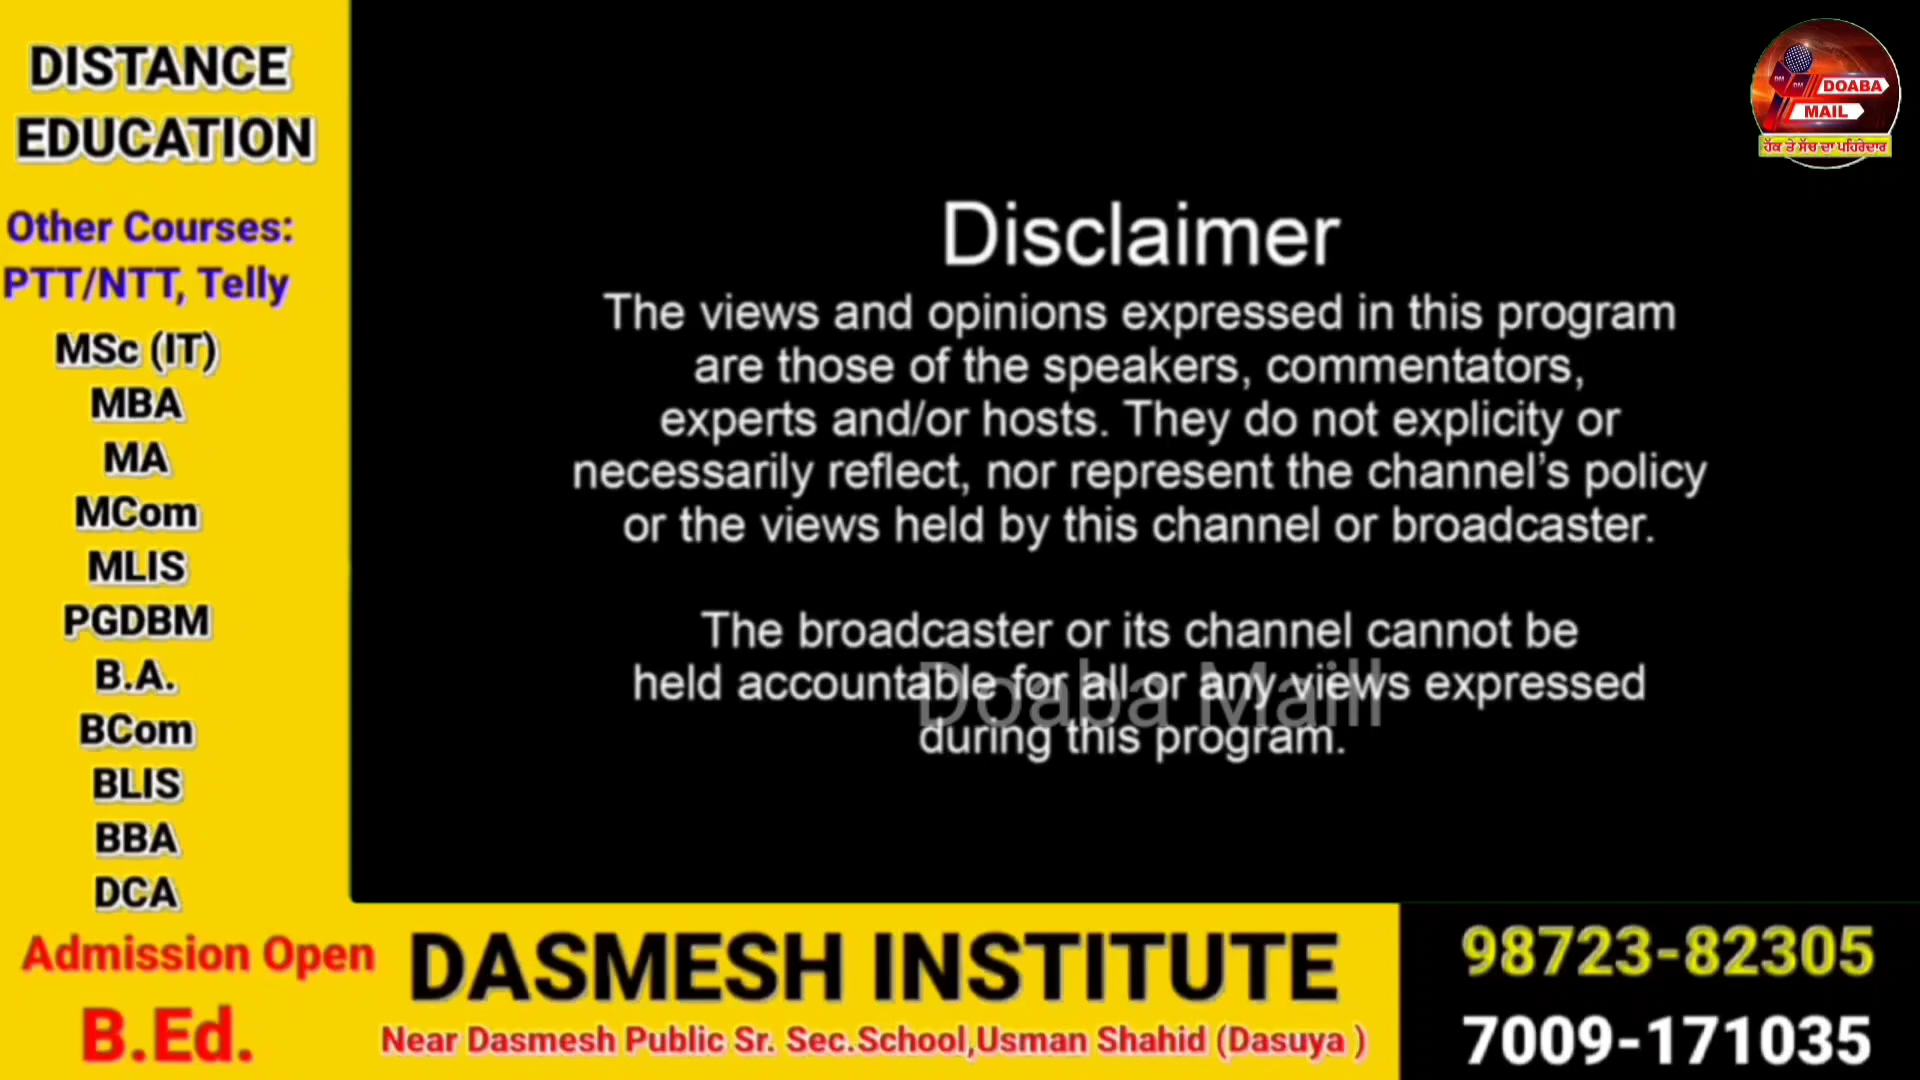 DISTANCE
EDUCATION
Other Courses:
PTT/NTT, Telly
MSc (IT)
MBA
MA
MCom
MLIS
PGDBM
B.A.
BCom
BLIS
BBA
DCA
Admission Open
B.Ed.
DM
DM
DOABA
MAIL
ਹੱਕ ਤੇ ਸੱਚ ਦਾ ਪਹਿਰੇਦਾਰ
Disclaimer
The views and opinions expressed in this program
are those of the speakers, commentators,
experts and/or hosts. They do not explicity or
necessarily reflect, nor represent the channel's policy
or the views held by this channel or broadcaster.
The broadcaster or its channel cannot be
held accountable for all or any views expressed
during this program.
Doaba Maill
DASMESH INSTITUTE
Near Dasmesh Public Sr. Sec.School,Usman Shahid (Dasuya )
98723-82305
7009-171035